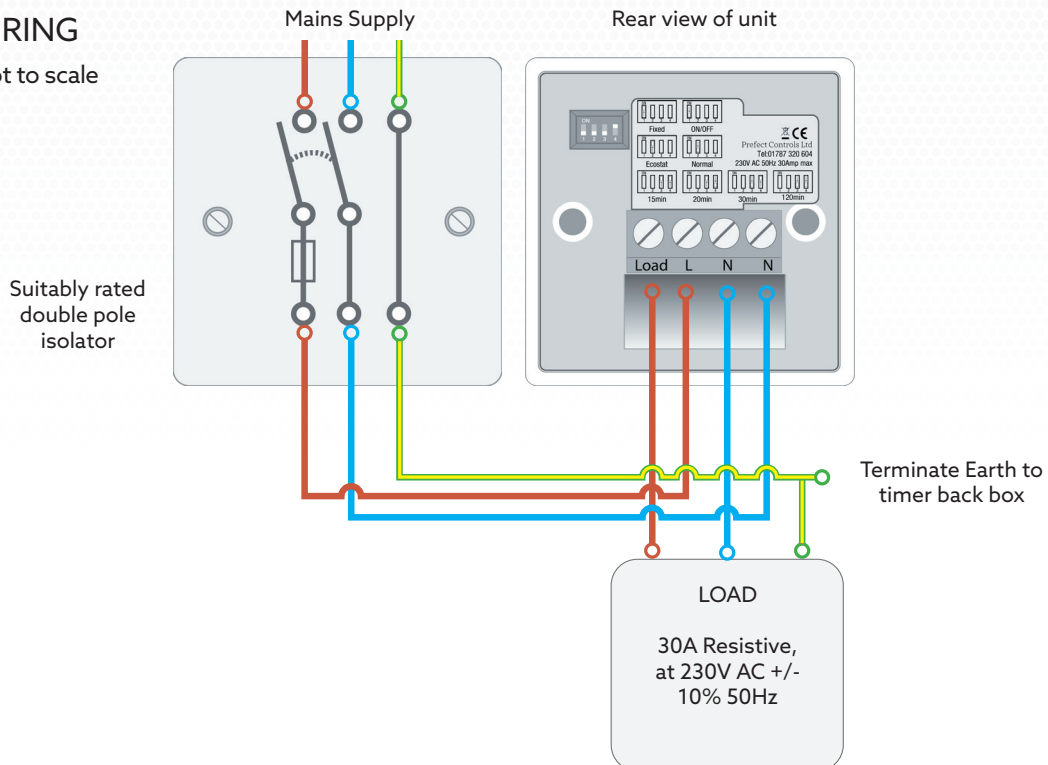 RING
Mains Supply
Rear view of unit
t to scale
ON
1 2 3 4
Fixed
ON/OFF
CE
Prefect Controls Ltd
Tel:01787 320 604
230V AC 50Hz 30Amp max
Ecostat
Normal
15min
20min
30min
120min
Load
L
N
N
Suitably rated
double pole
isolator
Terminate Earth to
timer back box
LOAD
30A Resistive,
at 230V AC +/-
10% 50Hz